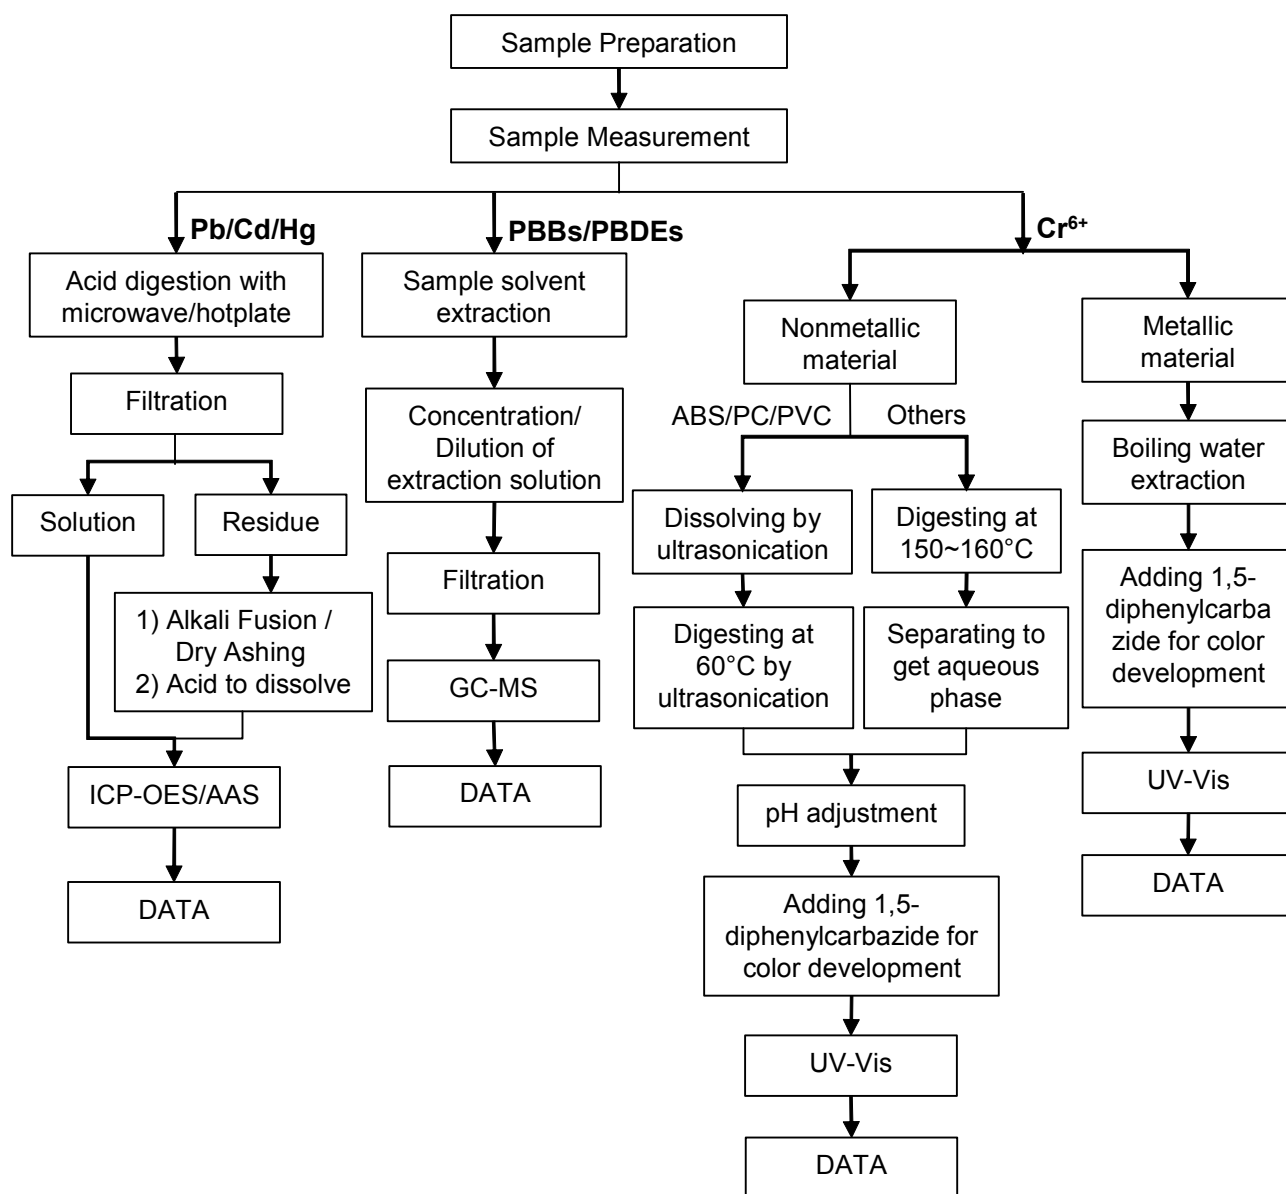 Sample Preparation
Sample Measurement
Pb/Cd/Hg
Acid digestion with
microwave/hotplate
Filtration
Solution
Residue
1) Alkali Fusion /
Dry Ashing
2) Acid to dissolve
ICP-OES/AAS
DATA
PBBs/PBDEs
Sample solvent
extraction
Concentration/
Dilution of
extraction solution
Filtration
GC-MS
DATA
Cr⁶⁺
Nonmetallic
material
ABS/PC/PVC
Others
Dissolving by
ultrasonication
Digesting at
60°C by
ultrasonication
Digesting at
150~160°C
Separating to
get aqueous
phase
pH adjustment
Adding 1,5-
diphenylcarbazide for
color development
UV-Vis
DATA
Metallic
material
Boiling water
extraction
Adding 1,5-
diphenylcarba
zide for color
development
UV-Vis
DATA